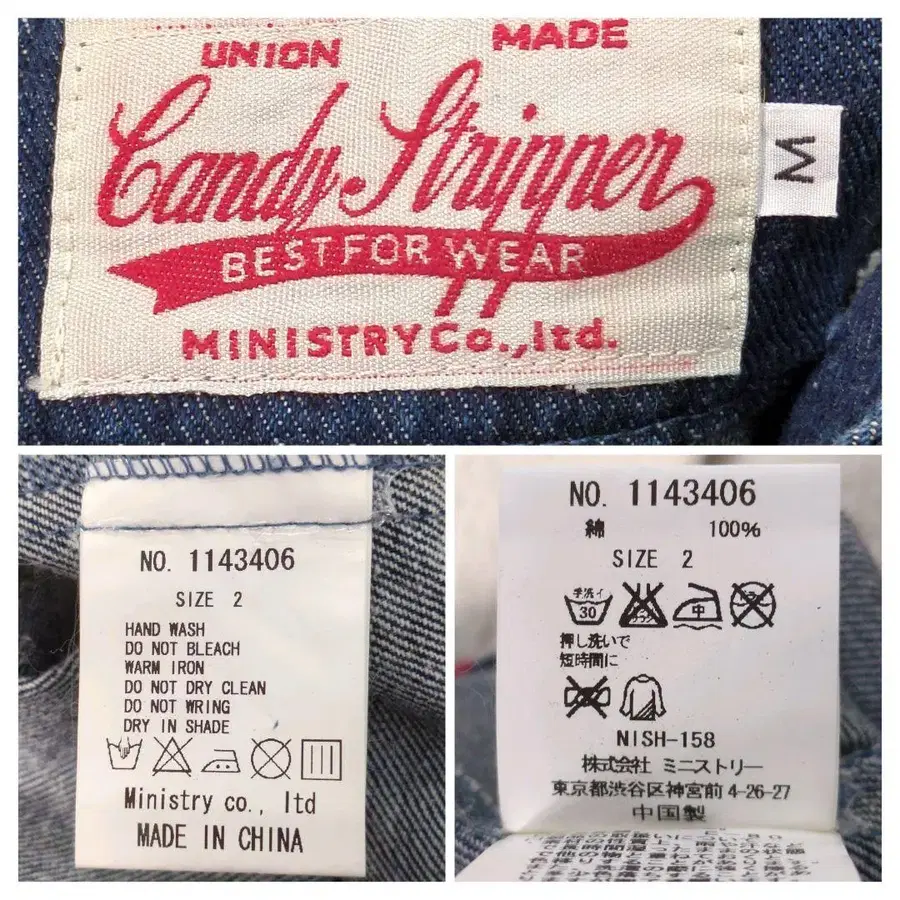 UNION MADE
Candy Stripper
M
BEST FOR WEAR
MINISTRY Co.,ltd.
NO. 1143406
SIZE 2
HAND WASH
DO NOT BLEACH
WARM IRON
DO NOT DRY CLEAN
DO NOT WRING
DRY IN SHADE
Ministry co., ltd
MADE IN CHINA
NO. 1143406
綿 100%
SIZE 2
手洗イ
30
中
押し洗いで
短時間に
NISH-158
株式会社 ミニストリー
東京都渋谷区神宮前4-26-27
中国製